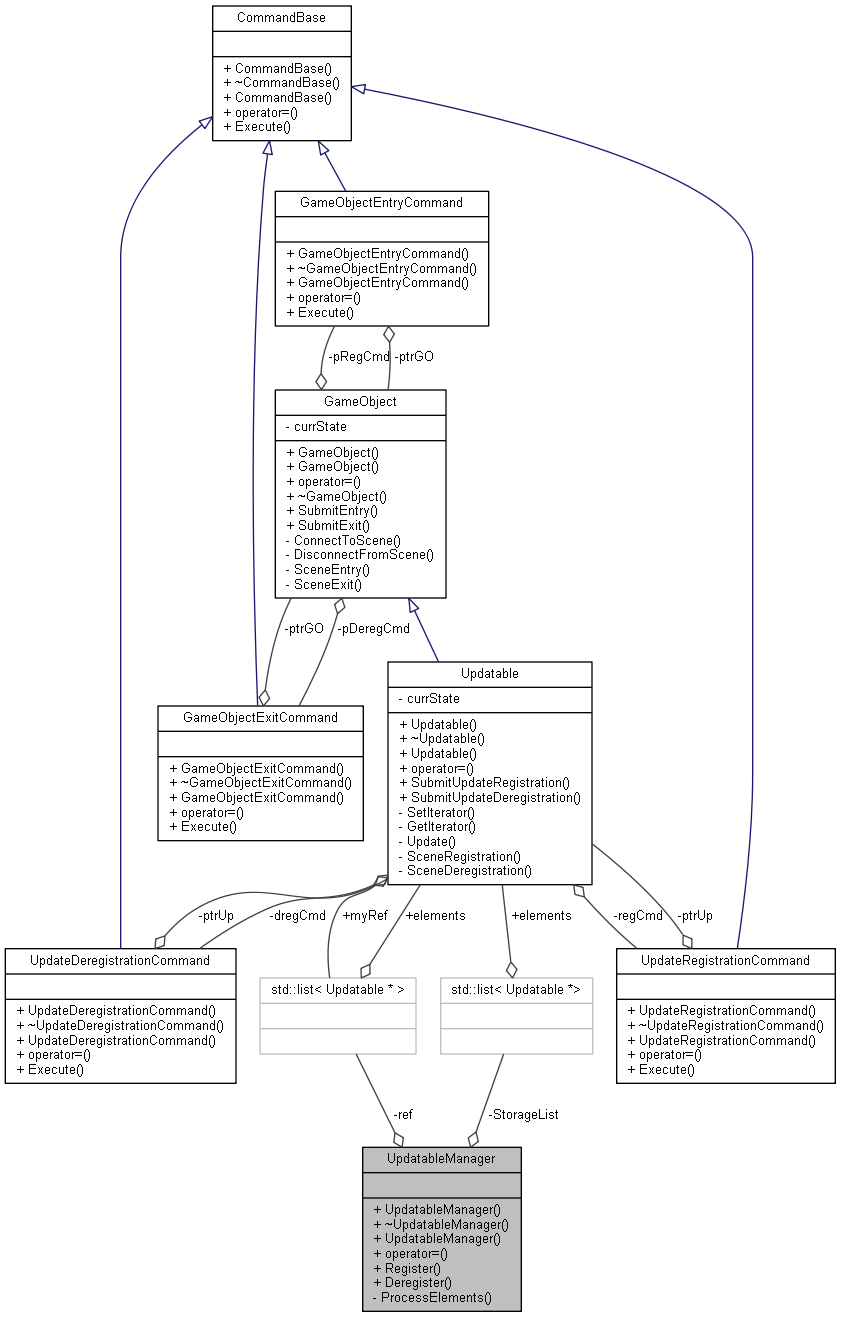 CommandBase
+ CommandBase()
+ ~CommandBase()
+ CommandBase()
+ operator=()
+ Execute()
GameObjectEntryCommand
+ GameObjectEntryCommand()
+ ~GameObjectEntryCommand()
+ GameObjectEntryCommand()
+ operator=()
+ Execute()
-pRegCmd
-ptrGO
GameObject
- currState
+ GameObject()
+ GameObject()
+ operator=()
+ ~GameObject()
+ SubmitEntry()
+ SubmitExit()
- ConnectToScene()
- DisconnectFromScene()
- SceneEntry()
- SceneExit()
-ptrGO
-pDeregCmd
Updatable
- currState
+ Updatable()
+ ~Updatable()
+ Updatable()
+ operator=()
+ SubmitUpdateRegistration()
+ SubmitUpdateDeregistration()
- SetIterator()
- GetIterator()
- Update()
- SceneRegistration()
- SceneDeregistration()
GameObjectExitCommand
+ GameObjectExitCommand()
+ ~GameObjectExitCommand()
+ GameObjectExitCommand()
+ operator=()
+ Execute()
-ptrUp
-dregCmd
+myRef
+elements
+elements
-regCmd
-ptrUp
UpdateDeregistrationCommand
+ UpdateDeregistrationCommand()
+ ~UpdateDeregistrationCommand()
+ UpdateDeregistrationCommand()
+ operator=()
+ Execute()
std::list< Updatable * >
std::list< Updatable *>
UpdateRegistrationCommand
+ UpdateRegistrationCommand()
+ ~UpdateRegistrationCommand()
+ UpdateRegistrationCommand()
+ operator=()
+ Execute()
-ref
-StorageList
UpdatableManager
+ UpdatableManager()
+ ~UpdatableManager()
+ UpdatableManager()
+ operator=()
+ Register()
+ Deregister()
- ProcessElements()